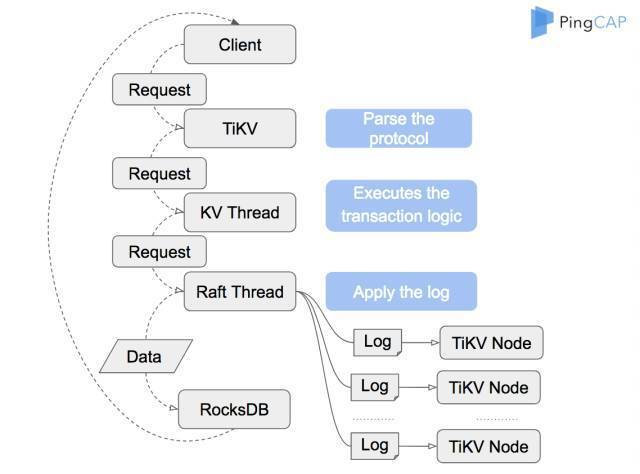 PingCAP
Client
Request
TiKV
Parse the
protocol
Request
KV Thread
Executes the
transaction logic
Request
Raft Thread
Apply the log
Log
TiKV Node
Data
Log
TiKV Node
RocksDB
Log
TiKV Node